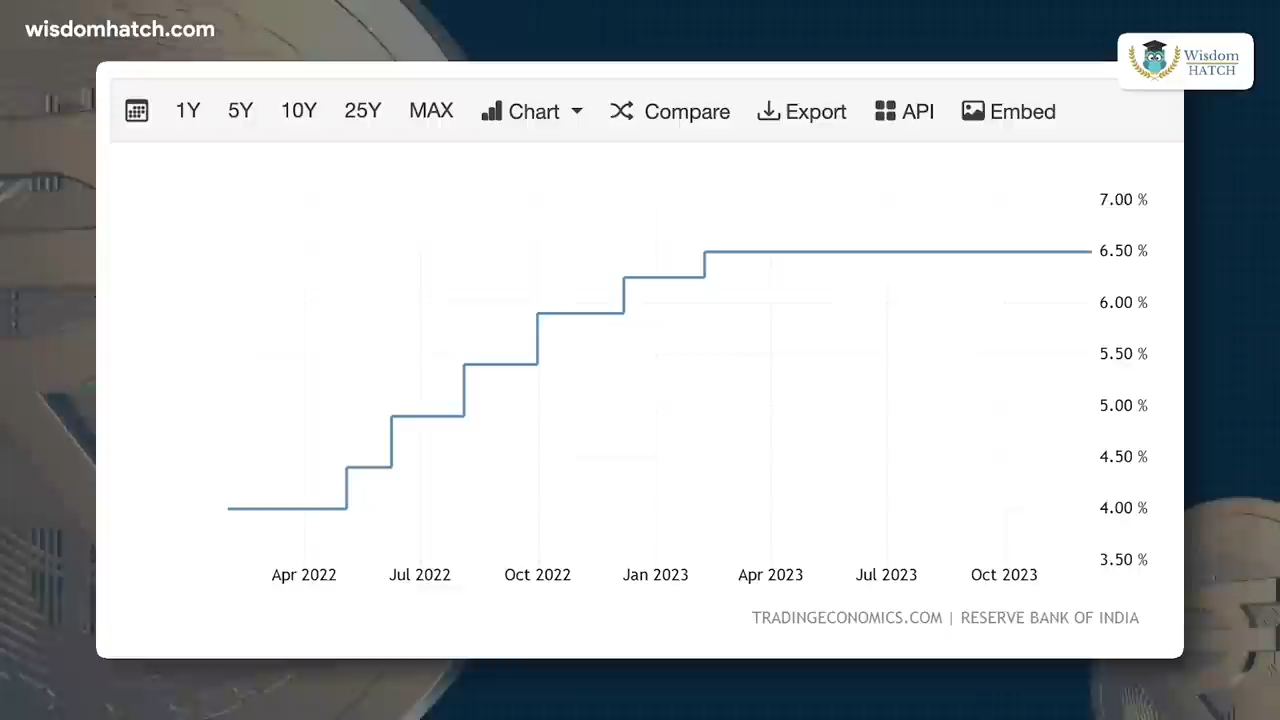 wisdomhatch.com
Wisdom
HATCH
1Y 5Y 10Y 25Y MAX Chart Compare Export API Embed
7.00 %
6.50 %
6.00 %
5.50 %
5.00 %
4.50 %
4.00 %
3.50 %
Apr 2022 Jul 2022 Oct 2022 Jan 2023 Apr 2023 Jul 2023 Oct 2023
TRADINGECONOMICS.COM | RESERVE BANK OF INDIA